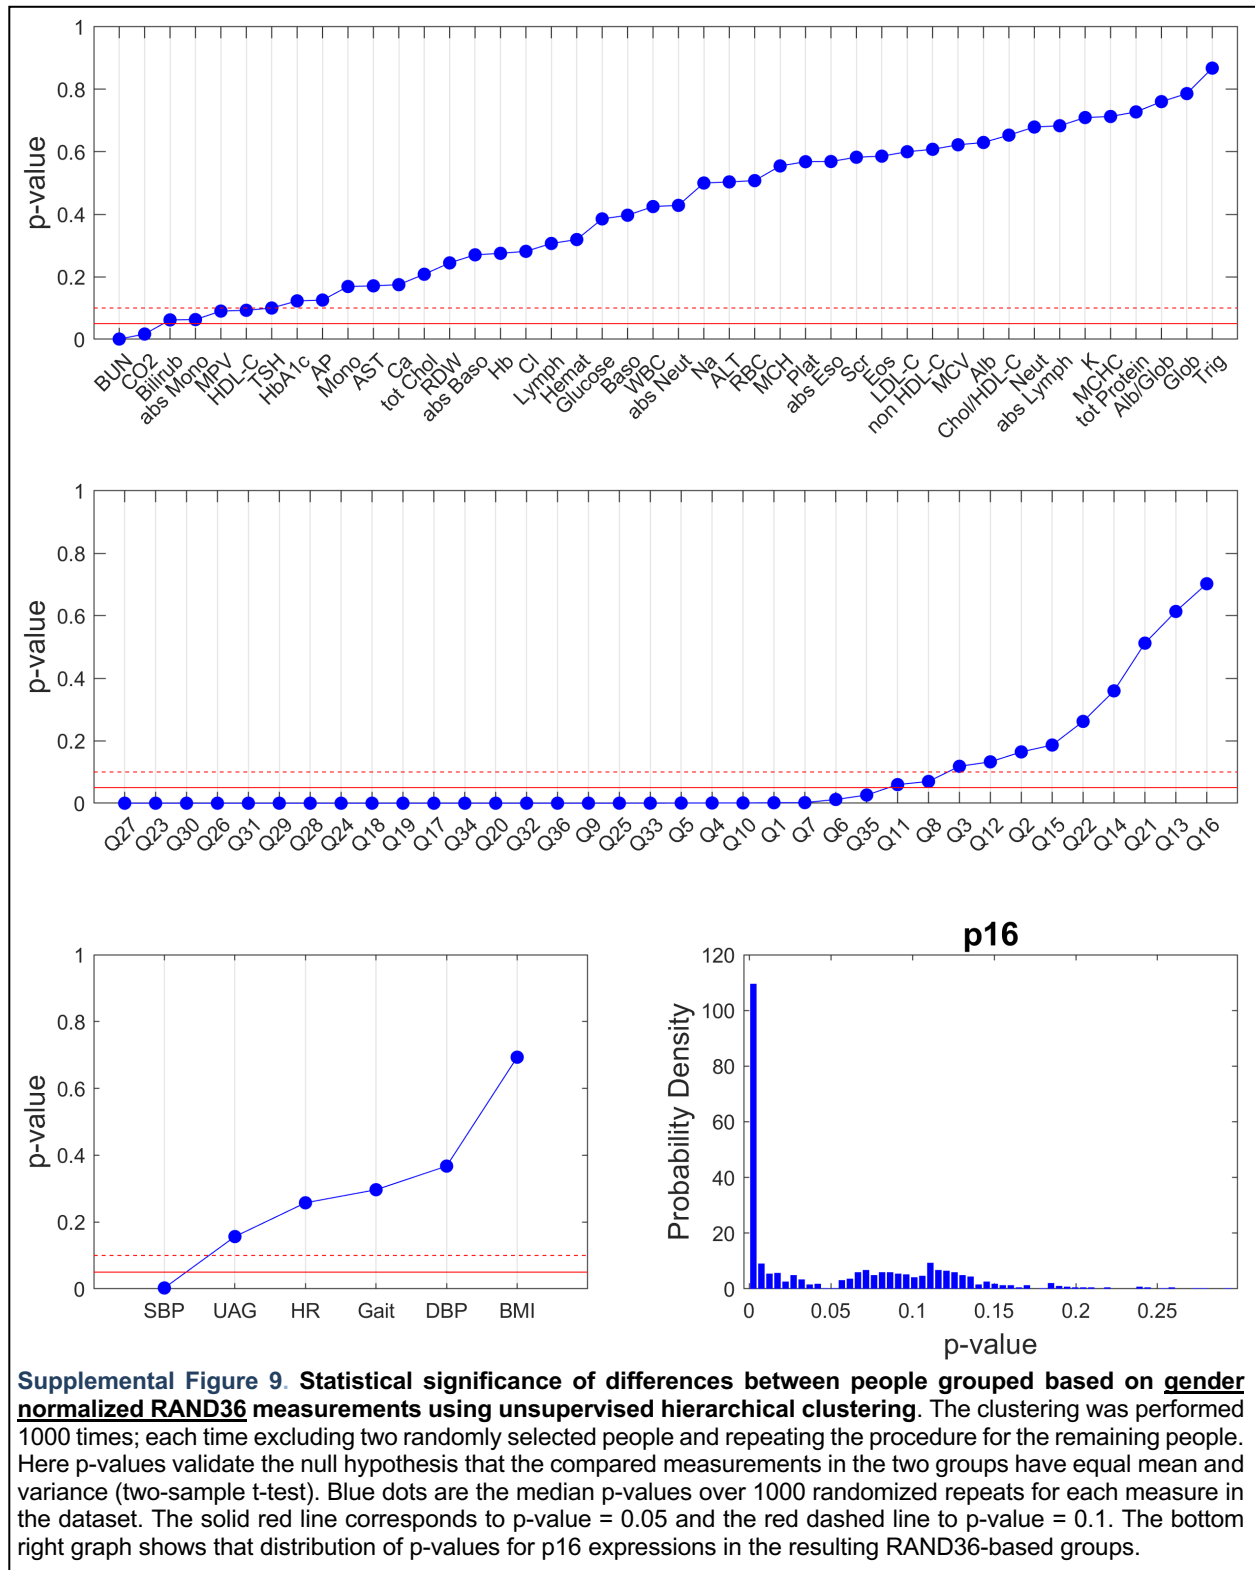 1
0.8
0.6
0.4
0.2
0
p-value
BUN
CO2
Bilirub
abs Mono
MPV
HDL-C
TSH
HbA1c
AP
Mono
AST
Ca
tot Chol
RDW
abs Baso
Hb
Cl
Lymph
Hemat
Glucose
Baso
WBC
abs Neut
Na
ALT
RBC
MCH
Plat
abs Eso
Scr
Eos
LDL-C
non HDL-C
MCV
Alb
Chol/HDL-C
Neut
abs Lymph
K
MCHC
tot Protein
Alb/Glob
Glob
Trig
1
0.8
0.6
0.4
0.2
0
p-value
Q27
Q23
Q30
Q26
Q31
Q29
Q28
Q24
Q18
Q19
Q17
Q34
Q20
Q32
Q36
Q9
Q25
Q33
Q5
Q4
Q10
Q1
Q7
Q6
Q35
Q11
Q8
Q3
Q12
Q2
Q15
Q22
Q14
Q21
Q13
Q16
1
0.8
0.6
0.4
0.2
0
p-value
SBP UAG HR Gait DBP BMI
p16
120
100
80
60
40
20
0
Probability Density
0 0.05 0.1 0.15 0.2 0.25
p-value
Supplemental Figure 9. Statistical significance of differences between people grouped based on gender
normalized RAND36 measurements using unsupervised hierarchical clustering. The clustering was performed
1000 times; each time excluding two randomly selected people and repeating the procedure for the remaining people.
Here p-values validate the null hypothesis that the compared measurements in the two groups have equal mean and
variance (two-sample t-test). Blue dots are the median p-values over 1000 randomized repeats for each measure in
the dataset. The solid red line corresponds to p-value = 0.05 and the red dashed line to p-value = 0.1. The bottom
right graph shows that distribution of p-values for p16 expressions in the resulting RAND36-based groups.